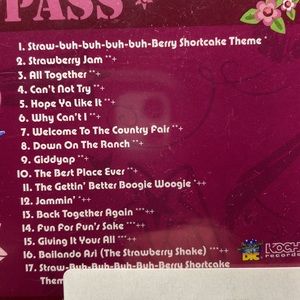 PASS"
1. Straw-buh-buh-buh-buh-Berry Shortcake Theme *
2. Strawberry Jam **+
3. All Together **+
4. Can't Not Try **+
5. Hope Ya Like It **+
6. Why Can't I **+
7. Welcome To The Country Fair **+
8. Down On The Ranch **+
9. Giddyap **+
10. The Best Place Ever **+
11. The Gettin' Better Boogie Woogie *++
12. Jammin' **++
13. Back Together Again ***++
14. Fun For Fun's Sake **++
15. Giving It Your All ***++
16. Bailando Asi (The Strawberry Shake) ***++
17. Straw-Buh-Buh-Buh-Buh-Berry Shortcake
DIC
KOCH
records